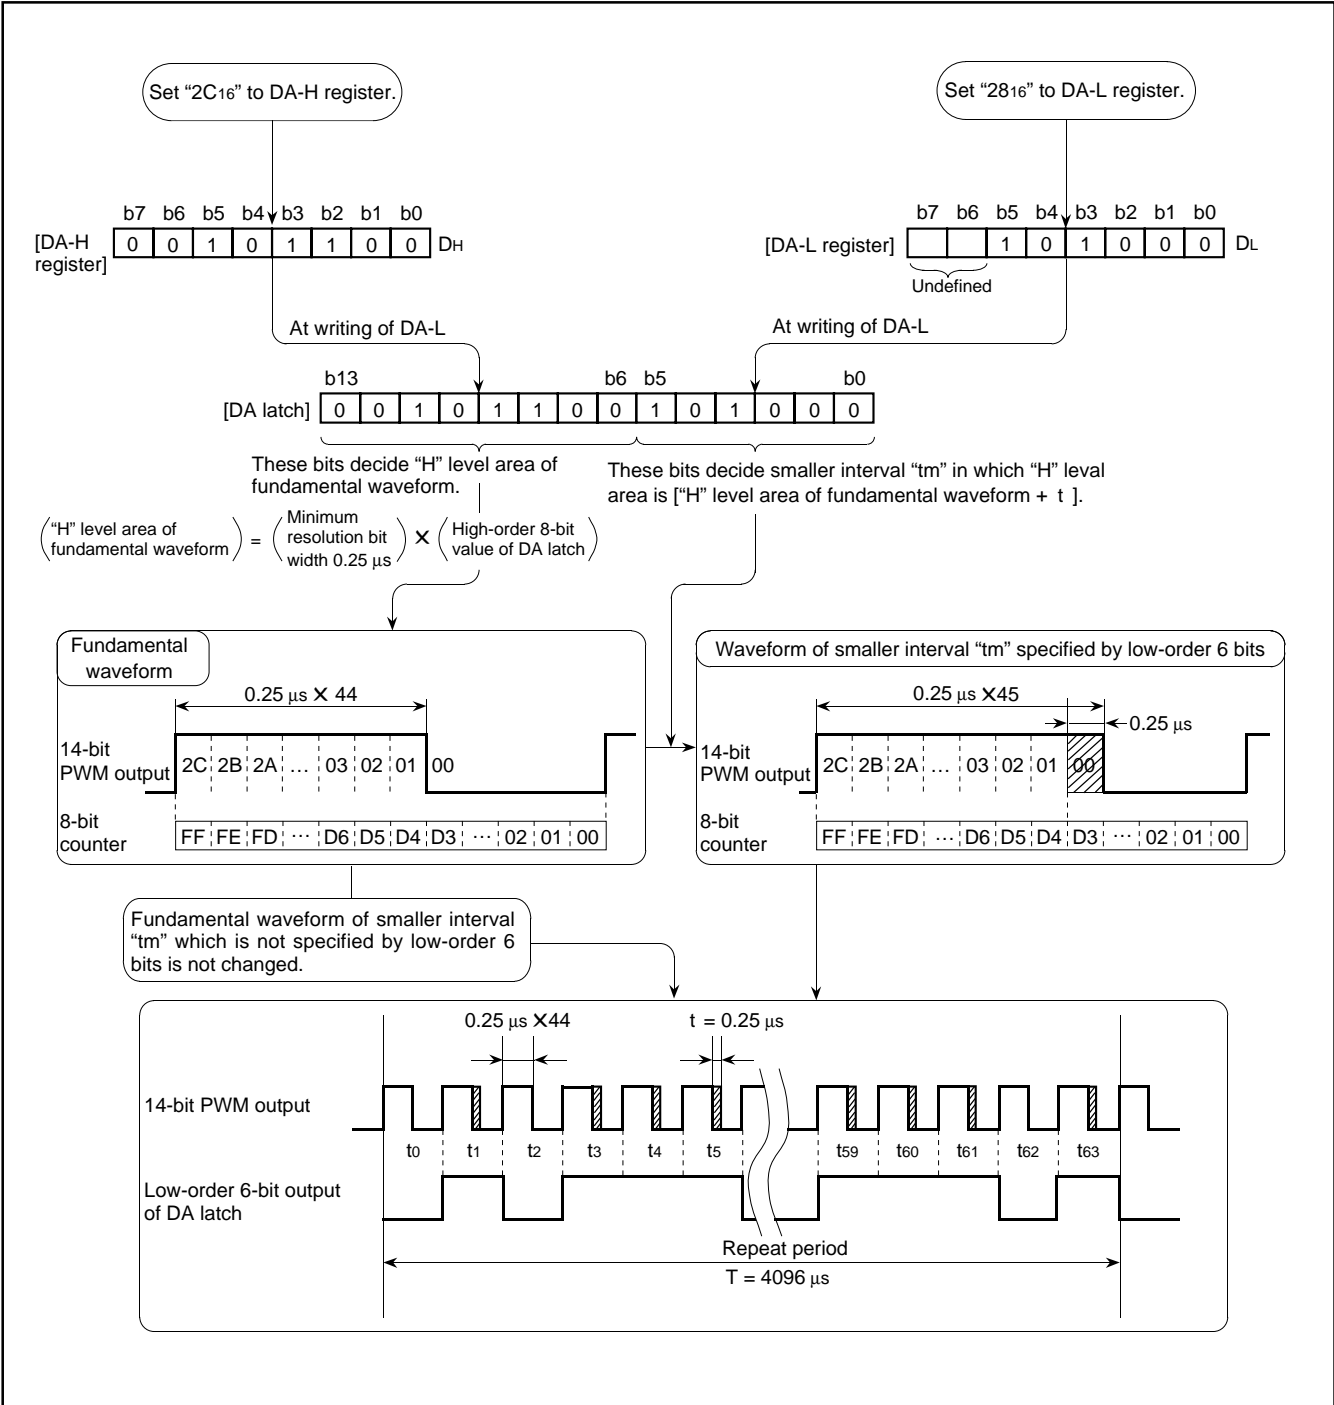 Set “2C16” to DA-H register.
Set “2816” to DA-L register.
b7 b6 b5 b4 b3 b2 b1 b0
[DA-H register] 0 0 1 0 1 1 0 0 DH
b7 b6 b5 b4 b3 b2 b1 b0
[DA-L register] 1 0 1 0 0 0 DL
Undefined
At writing of DA-L
At writing of DA-L
b13 b6 b5 b0
[DA latch] 0 0 1 0 1 1 0 0 1 0 1 0 0 0
These bits decide “H” level area of
fundamental waveform.
These bits decide smaller interval “tm” in which “H” leval
area is [“H” level area of fundamental waveform + t ].
“H” level area of
fundamental waveform
=
Minimum
resolution bit
width 0.25 µs
×
High-order 8-bit
value of DA latch
Fundamental
waveform
0.25 µs × 44
14-bit
PWM output
2C 2B 2A ... 03 02 01 00
8-bit
counter
FF FE FD ... D6 D5 D4 D3 ... 02 01 00
Waveform of smaller interval “tm” specified by low-order 6 bits
0.25 µs ×45
0.25 µs
14-bit
PWM output
2C 2B 2A ... 03 02 01 00
8-bit
counter
FF FE FD ... D6 D5 D4 D3 ... 02 01 00
Fundamental waveform of smaller interval
“tm” which is not specified by low-order 6
bits is not changed.
0.25 µs ×44
t = 0.25 µs
14-bit PWM output
t0 t1 t2 t3 t4 t5 t59 t60 t61 t62 t63
Low-order 6-bit output
of DA latch
Repeat period
T = 4096 µs